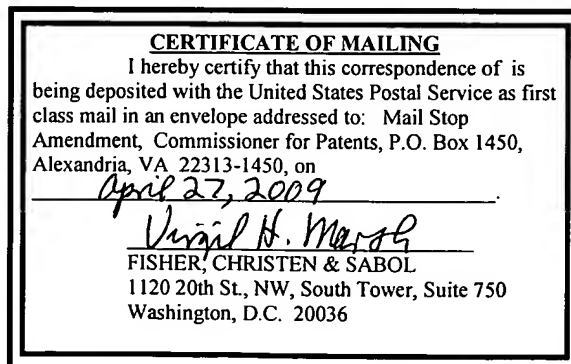 CERTIFICATE OF MAILING
I hereby certify that this correspondence of is
being deposited with the United States Postal Service as first
class mail in an envelope addressed to: Mail Stop
Amendment, Commissioner for Patents, P.O. Box 1450,
Alexandria, VA 22313-1450, on
April 27, 2009.
Virgil H. Marsh
FISHER, CHRISTEN & SABOL
1120 20th St., NW, South Tower, Suite 750
Washington, D.C. 20036